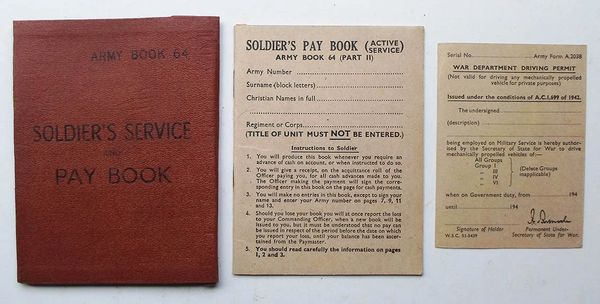 ARMY BOOK 64
SOLDIER'S SERVICE
AND
PAY BOOK
SOLDIER'S PAY BOOK (ACTIVE SERVICE)
ARMY BOOK 64 (PART II)
Army Number
Surname (block letters)
Christian Names in full
Regiment or Corps
(TITLE OF UNIT MUST NOT BE ENTERED.)
Instructions to Soldier
1. You will produce this book whenever you require an
advance of cash on account, or when instructed to do so.
2. You will give a receipt, on the acquittance roll of the
Officer paying you, for all cash advances made to you.
The Officer making the payment will sign the corre-
sponding entry in this book on the page for cash payments.
3. You will make no entries in this book, except to sign your
name and enter your Army number on pages 7, 9, 11
and 13.
4. Should you lose your book you will at once report the loss
to your Commanding Officer, when a new book will be
issued to you, but it must be understood that no pay can
be issued in respect of the period before the date on which
you report your loss, until your balance has been ascer-
tained from the Paymaster.
5. You should read carefully the information on pages
1, 2 and 3.
Serial No. Army Form A.2038
WAR DEPARTMENT DRIVING PERMIT
(Not valid for driving any mechanically propelled
vehicle for private purposes)
Issued under the conditions of A.C.I.699 of 1942.
The undersigned
(description)
being employed on Military Service is hereby author-
ised by the Secretary of State for War to drive
mechanically propelled vehicles of—
All Groups
Group I
" III
" IV
" VI
(Delete Groups
inapplicable)
when on Government duty, from 194
until 194
Signature of Holder
Permanent Under-
Secretary of State for War.
W.S.C.